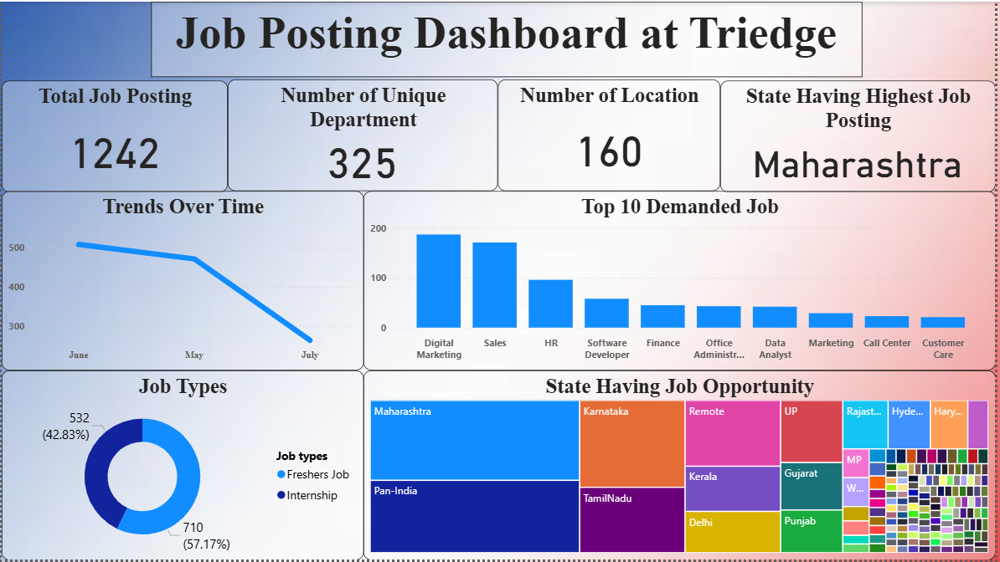 Job Posting Dashboard at Triedge
Total Job Posting
1242
Number of Unique
Department
325
Number of Location
160
State Having Highest Job
Posting
Maharashtra
Trends Over Time
500
400
300
June
May
July
Top 10 Demanded Job
200
100
0
Digital
Marketing
Sales
HR
Software
Developer
Finance
Office
Administr...
Data
Analyst
Marketing
Call Center
Customer
Care
Job Types
532
(42.83%)
710
(57.17%)
Job types
Freshers Job
Internship
State Having Job Opportunity
Maharashtra
Pan-India
Karnataka
TamilNadu
Remote
Kerala
Delhi
UP
Gujarat
Punjab
Rajast...
Hyde...
Hary...
MP
W...